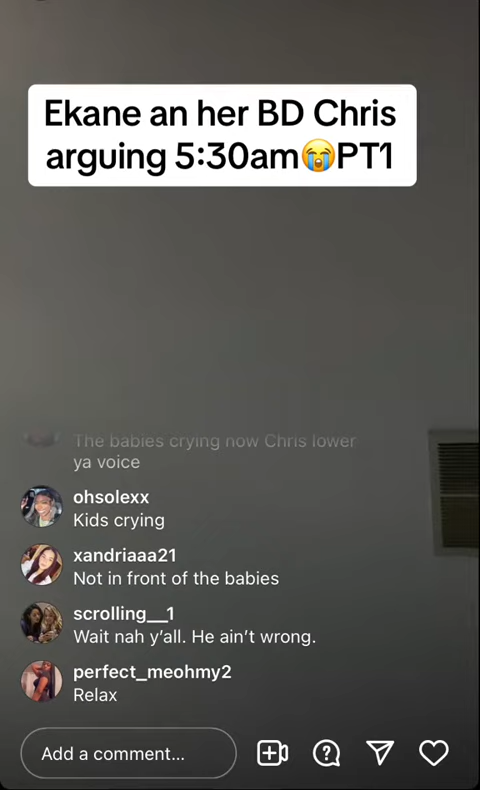 Ekane an her BD Chris
arguing 5:30am😭PT1
The babies crying now Chris lower
ya voice
ohsolexx
Kids crying
xandriaaa21
Not in front of the babies
scrolling__1
Wait nah y'all. He ain't wrong.
perfect_meohmy2
Relax
Add a comment...